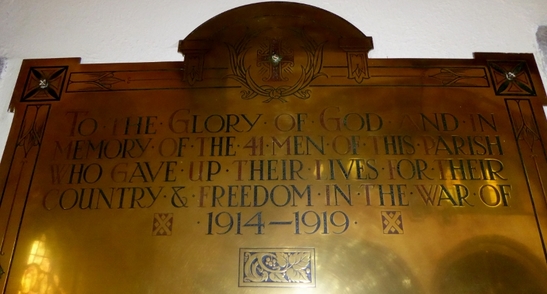 TO·THE·GLORY·OF·GOD·AND·IN
MEMORY·OF·THE·41·MEN·OF·THIS·PARISH
WHO·GAVE·UP·THEIR·LIVES·FOR·THEIR
COUNTRY·&·FREEDOM·IN·THE·WAR·OF
·1914—1919·